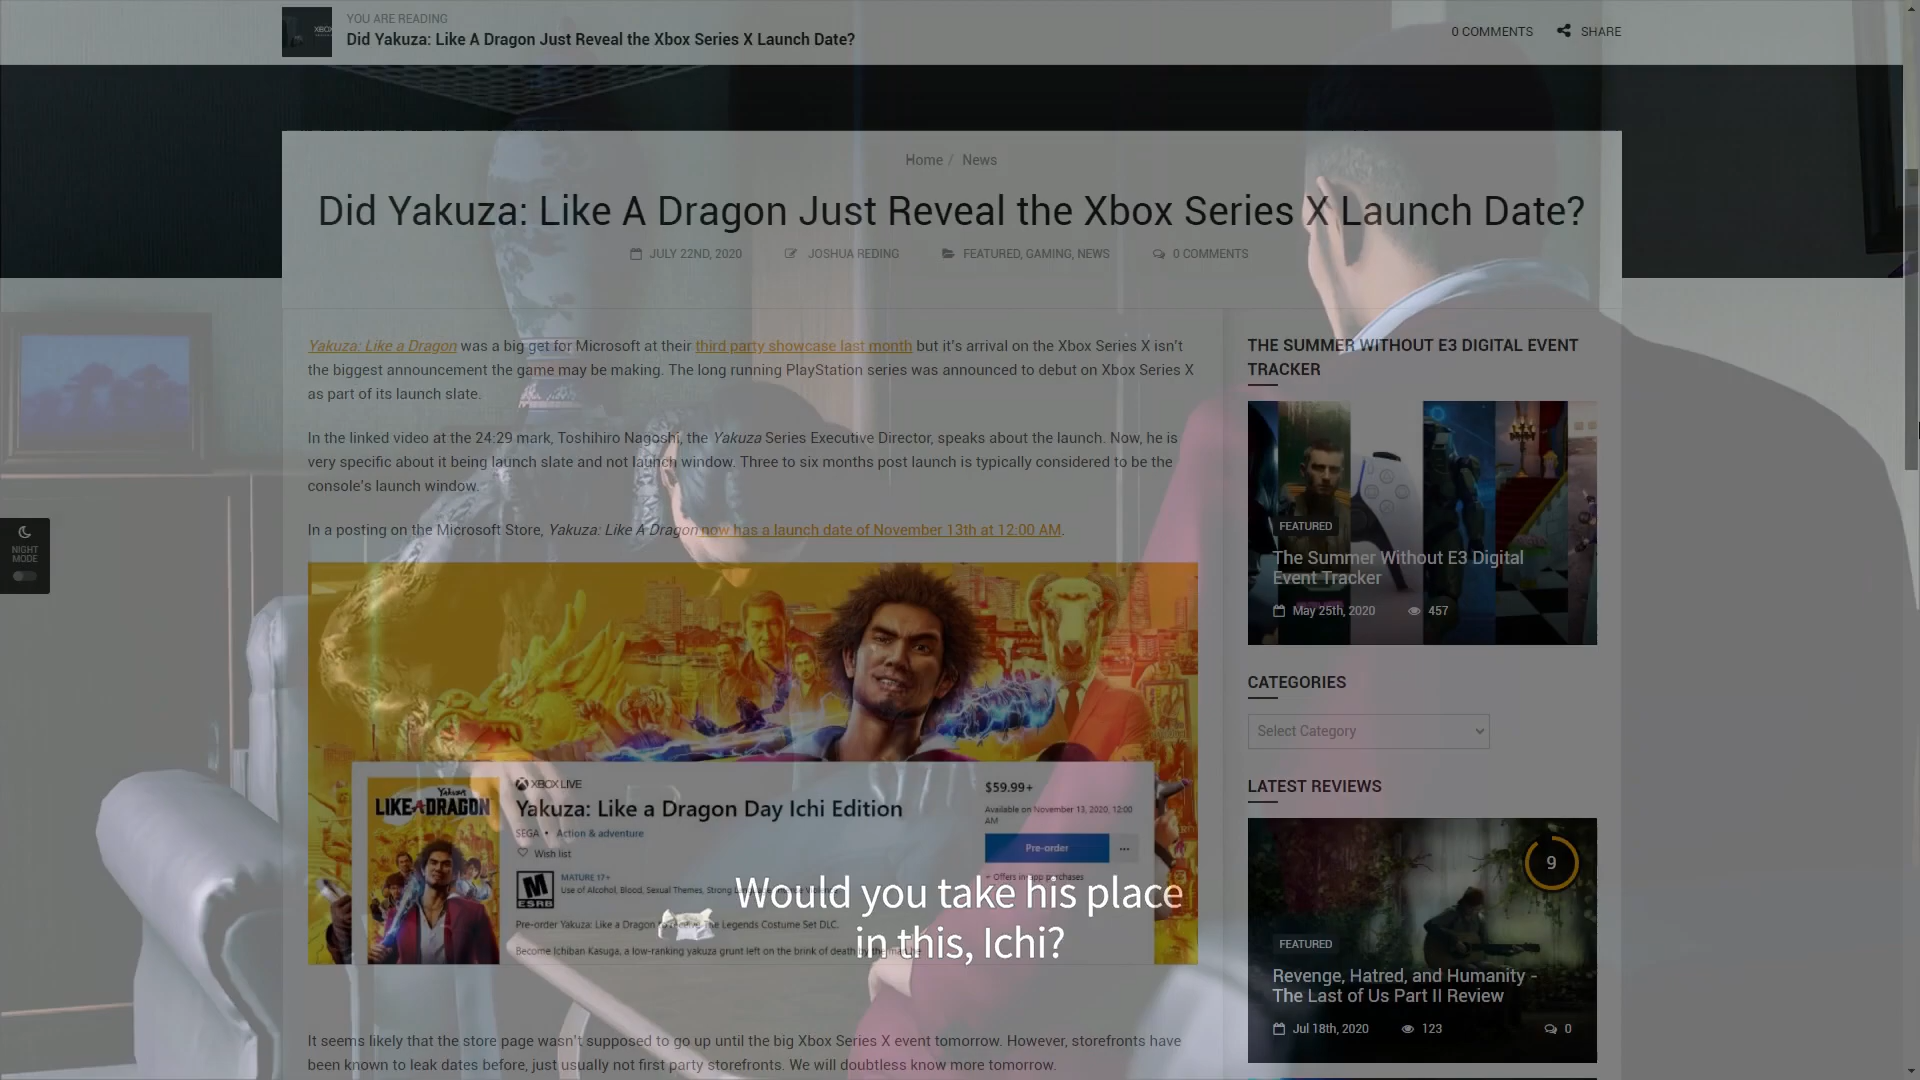 YOU ARE READING
Did Yakuza: Like A Dragon Just Reveal the Xbox Series X Launch Date?
0 COMMENTS
SHARE
Home / News
Did Yakuza: Like A Dragon Just Reveal the Xbox Series X Launch Date?
JULY 22ND, 2020
JOSHUA REDING
FEATURED, GAMING, NEWS
0 COMMENTS
Yakuza: Like a Dragon was a big get for Microsoft at their third party showcase last month but it's arrival on the Xbox Series X isn't
the biggest announcement the game may be making. The long running PlayStation series was announced to debut on Xbox Series X
as part of its launch slate.
In the linked video at the 24:29 mark, Toshihiro Nagoshi, the Yakuza Series Executive Director, speaks about the launch. Now, he is
very specific about it being launch slate and not launch window. Three to six months post launch is typically considered to be the
console's launch window.
In a posting on the Microsoft Store, Yakuza: Like A Dragon now has a launch date of November 13th at 12:00 AM.
NIGHT
MODE
Yakuza
LIKE A DRAGON
XBOX LIVE
Yakuza: Like a Dragon Day Ichi Edition
SEGA • Action & adventure
Wish list
M
ESRB
MATURE 17+
Use of Alcohol, Blood, Sexual Themes, Strong Language, Intense Violence
Pre-order Yakuza: Like a Dragon to receive The Legends Costume Set DLC.
Become Ichiban Kasuga, a low-ranking yakuza grunt left on the brink of death by the man he
$59.99+
Available on November 13, 2020, 12:00
AM
Pre-order
...
+ Offers in-app purchases
Would you take his place
in this, Ichi?
It seems likely that the store page wasn't supposed to go up until the big Xbox Series X event tomorrow. However, storefronts have
been known to leak dates before, just usually not first party storefronts. We will doubtless know more tomorrow.
THE SUMMER WITHOUT E3 DIGITAL EVENT
TRACKER
FEATURED
The Summer Without E3 Digital
Event Tracker
May 25th, 2020
457
CATEGORIES
Select Category
LATEST REVIEWS
9
FEATURED
Revenge, Hatred, and Humanity -
The Last of Us Part II Review
Jul 18th, 2020
123
0